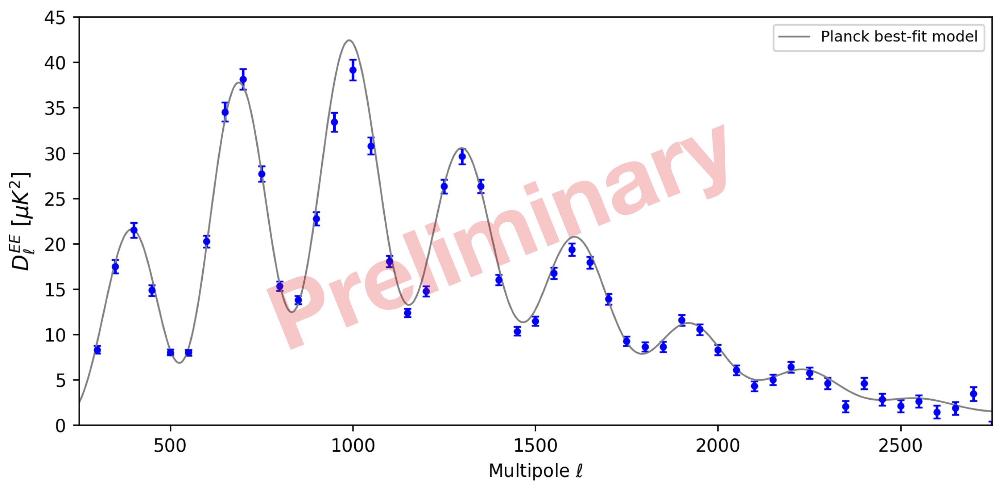 45
40
35
30
25
20
15
10
5
0
D_ℓ^{EE} [μK²]
Planck best-fit model
Preliminary
500 1000 1500 2000 2500
Multipole ℓ